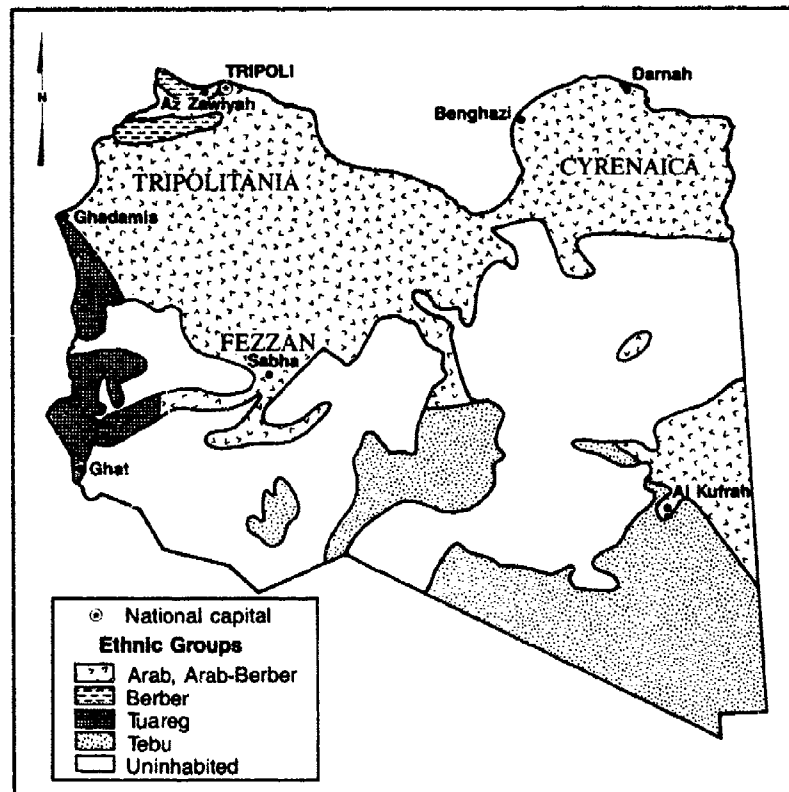 N
TRIPOLI
Az Zawiyah
Darnah
Benghazi
TRIPOLITANIA
CYRENAICA
Ghadamis
FEZZAN
Sabha
Ghat
Al Kufrah
National capital
Ethnic Groups
Arab, Arab-Berber
Berber
Tuareg
Tebu
Uninhabited